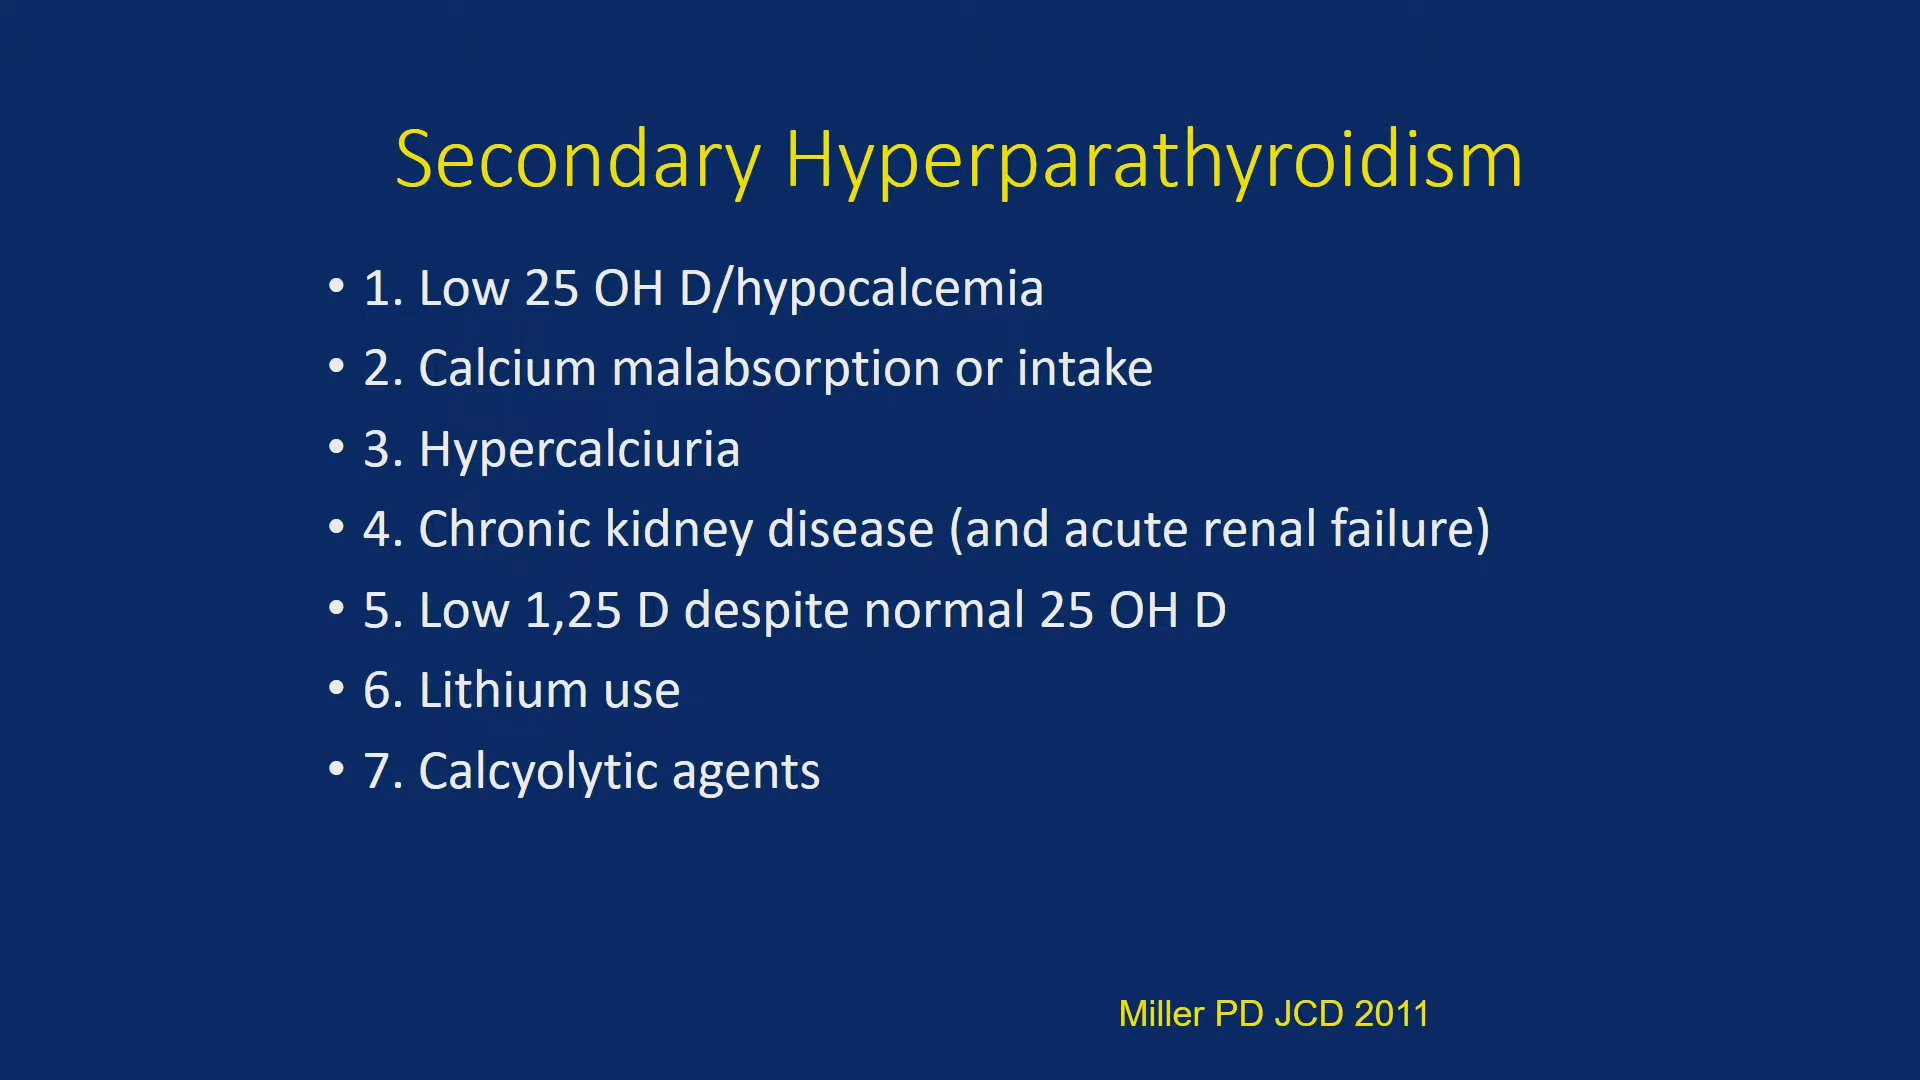 Secondary Hyperparathyroidism
• 1. Low 25 OH D/hypocalcemia
• 2. Calcium malabsorption or intake
• 3. Hypercalciuria
• 4. Chronic kidney disease (and acute renal failure)
• 5. Low 1,25 D despite normal 25 OH D
• 6. Lithium use
• 7. Calcyolytic agents
Miller PD JCD 2011